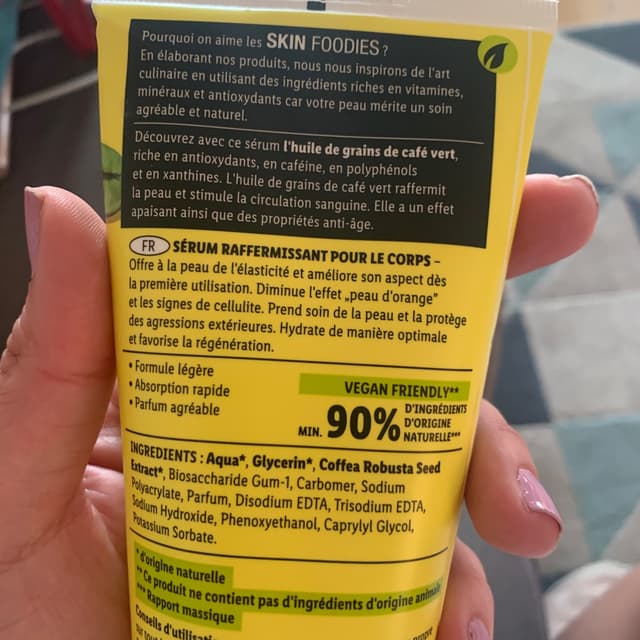 Pourquoi on aime les SKIN FOODIES ?
En élaborant nos produits, nous nous inspirons de l'art
culinaire en utilisant des ingrédients riches en vitamines,
minéraux et antioxydants car votre peau mérite un soin
agréable et naturel.
Découvrez avec ce sérum l'huile de grains de café vert,
riche en antioxydants, en caféine, en polyphénols
et en xanthines. L'huile de grains de café vert raffermit
la peau et stimule la circulation sanguine. Elle a un effet
apaisant ainsi que des propriétés anti-âge.
FR SÉRUM RAFFERMISSANT POUR LE CORPS –
Offre à la peau de l'élasticité et améliore son aspect dès
la première utilisation. Diminue l'effet „peau d'orange"
et les signes de cellulite. Prend soin de la peau et la protège
des agressions extérieures. Hydrate de manière optimale
et favorise la régénération.
• Formule légère
• Absorption rapide
• Parfum agréable
VEGAN FRIENDLY**
MIN. 90% D'INGRÉDIENTS
D'ORIGINE
NATURELLE***
INGREDIENTS : Aqua*, Glycerin*, Coffea Robusta Seed
Extract*, Biosaccharide Gum-1, Carbomer, Sodium
Polyacrylate, Parfum, Disodium EDTA, Trisodium EDTA,
Sodium Hydroxide, Phenoxyethanol, Caprylyl Glycol,
Potassium Sorbate.
* d'origine naturelle
** Ce produit ne contient pas d'ingrédients d'origine animale
*** Rapport massique
Conseils d'utilisation
sur tout
propre